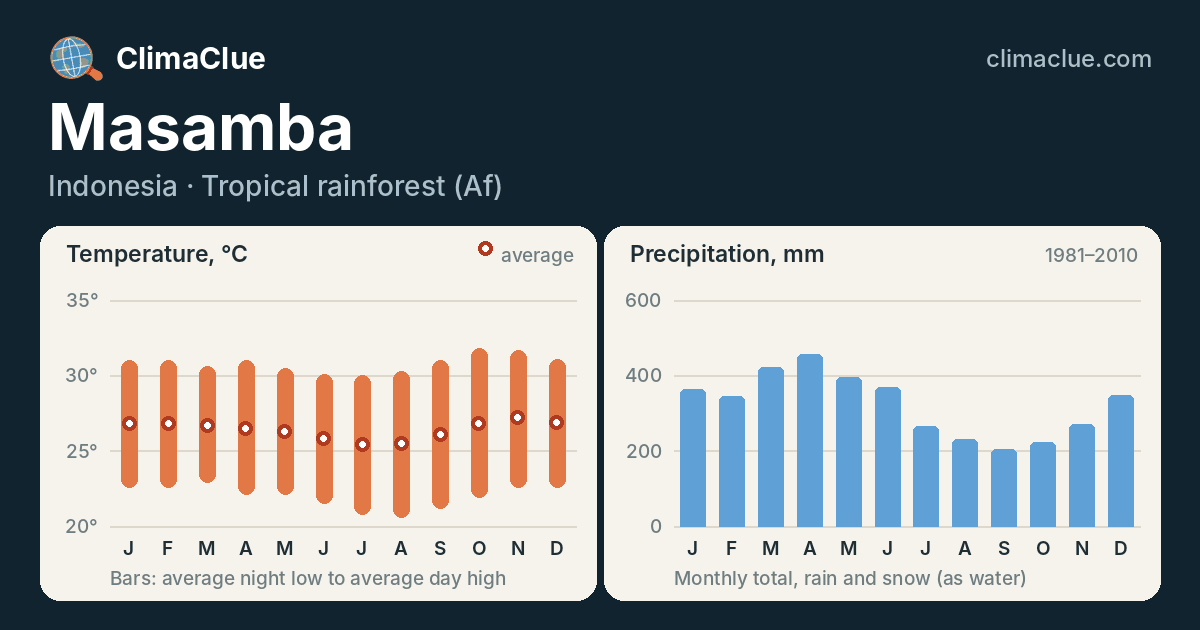 ClimaClue
climaclue.com
Masamba
Indonesia · Tropical rainforest (Af)
Temperature, °C
average
35°
30°
25°
20°
J F M A M J J A S O N D
Bars: average night low to average day high
Precipitation, mm
1981–2010
600
400
200
0
J F M A M J J A S O N D
Monthly total, rain and snow (as water)